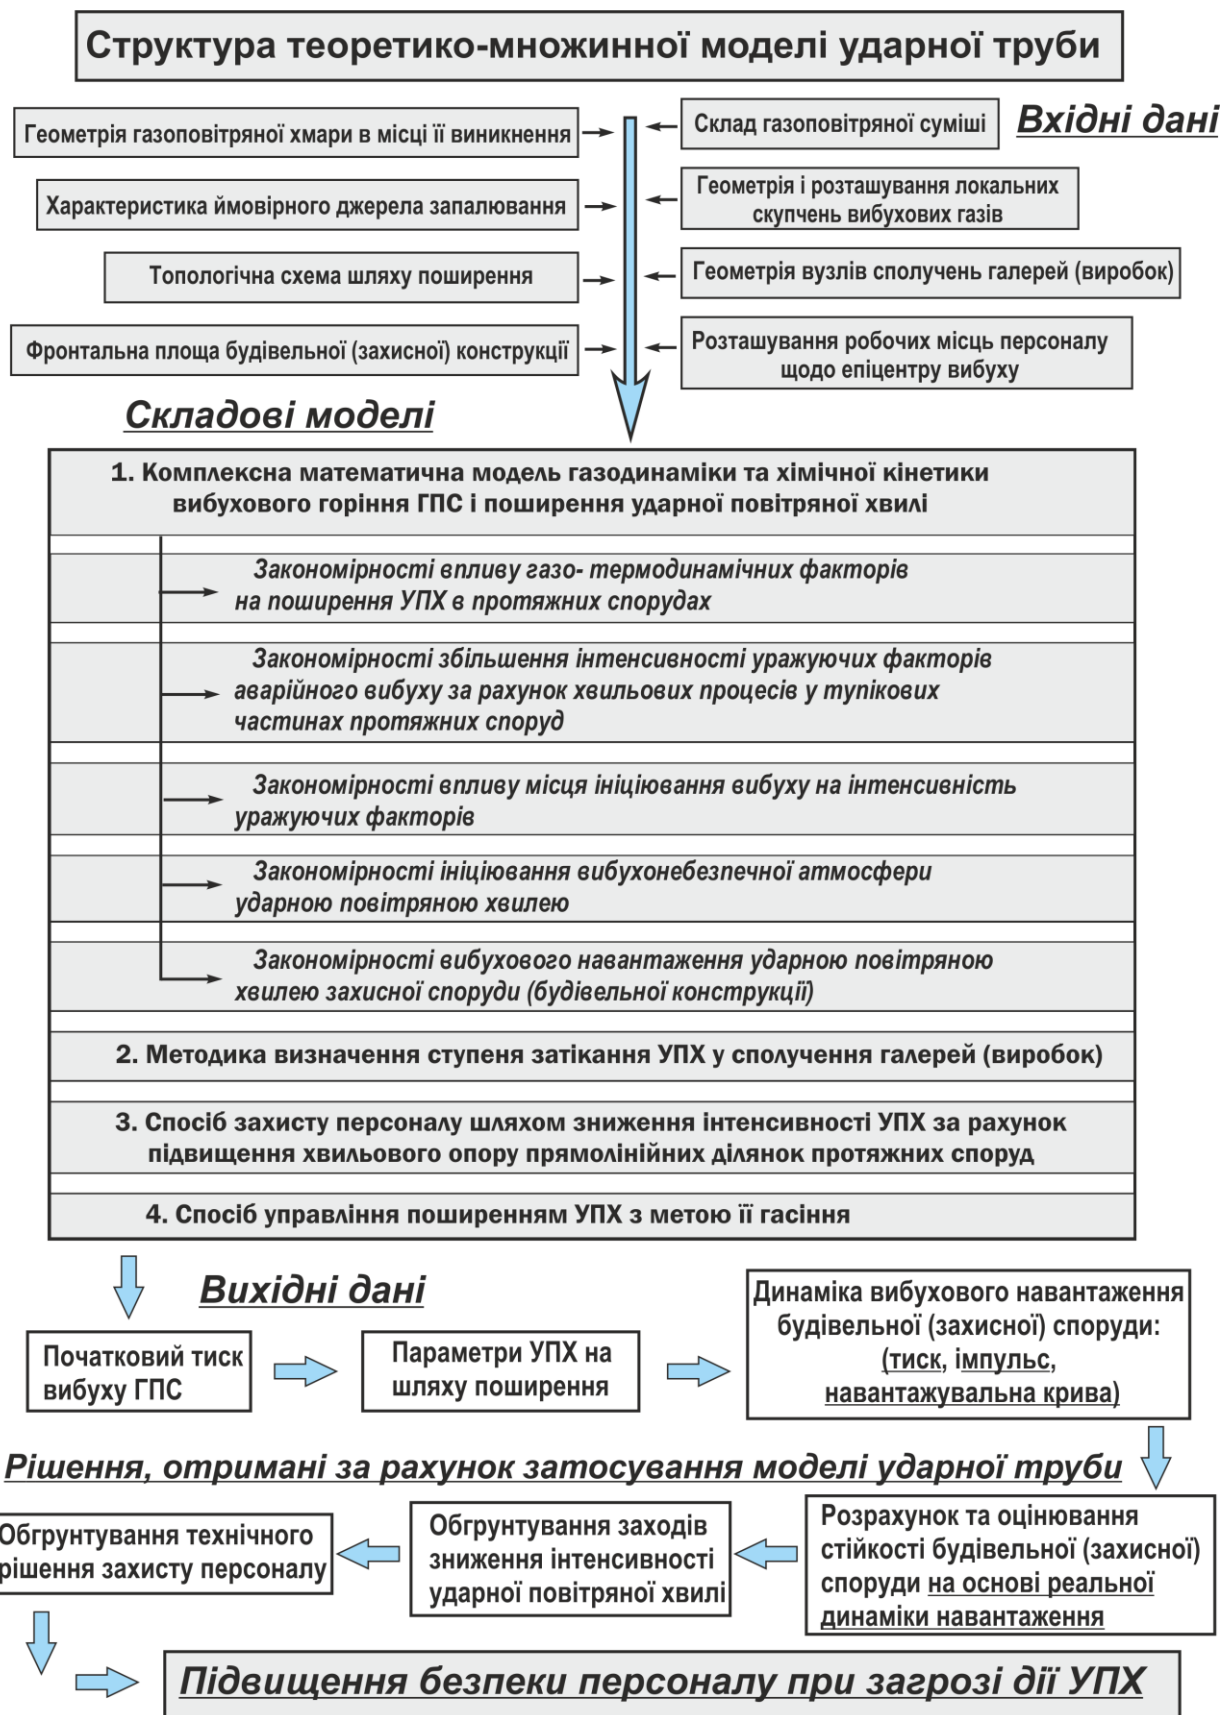 Структура теоретико-множинної моделі ударної труби
Вхідні дані
Геометрія газоповітряної хмари в місці її виникнення
Склад газоповітряної суміші
Характеристика ймовірного джерела запалювання
Геометрія і розташування локальних
скупчень вибухових газів
Топологічна схема шляху поширення
Геометрія вузлів сполучень галерей (виробок)
Фронтальна площа будівельної (захисної) конструкції
Розташування робочих місць персоналу
щодо епіцентру вибуху
Складові моделі
1. Комплексна математична модель газодинаміки та хімічної кінетики
вибухового горіння ГПС і поширення ударної повітряної хвилі
Закономірності впливу газо- термодинамічних факторів
на поширення УПХ в протяжних спорудах
Закономірності збільшення інтенсивності уражуючих факторів
аварійного вибуху за рахунок хвильових процесів у тупікових
частинах протяжних споруд
Закономірності впливу місця ініціювання вибуху на інтенсивність
уражуючих факторів
Закономірності ініціювання вибухонебезпечної атмосфери
ударною повітряною хвилею
Закономірності вибухового навантаження ударною повітряною
хвилею захисної споруди (будівельної конструкції)
2. Методика визначення ступеня затікання УПХ у сполучення галерей (виробок)
3. Спосіб захисту персоналу шляхом зниження інтенсивності УПХ за рахунок
підвищення хвильового опору прямолінійних ділянок протяжних споруд
4. Спосіб управління поширенням УПХ з метою її гасіння
Вихідні дані
Початковий тиск
вибуху ГПС
Параметри УПХ на
шляху поширення
Динаміка вибухового навантаження
будівельної (захисної) споруди:
(тиск, імпульс,
навантажувальна крива)
Рішення, отримані за рахунок затосування моделі ударної труби
Розрахунок та оцінювання
стійкості будівельної (захисної)
споруди на основі реальної
динаміки навантаження
Обгрунтування заходів
зниження інтенсивності
ударної повітряної хвилі
Обгрунтування технічного
рішення захисту персоналу
Підвищення безпеки персоналу при загрозі дії УПХ